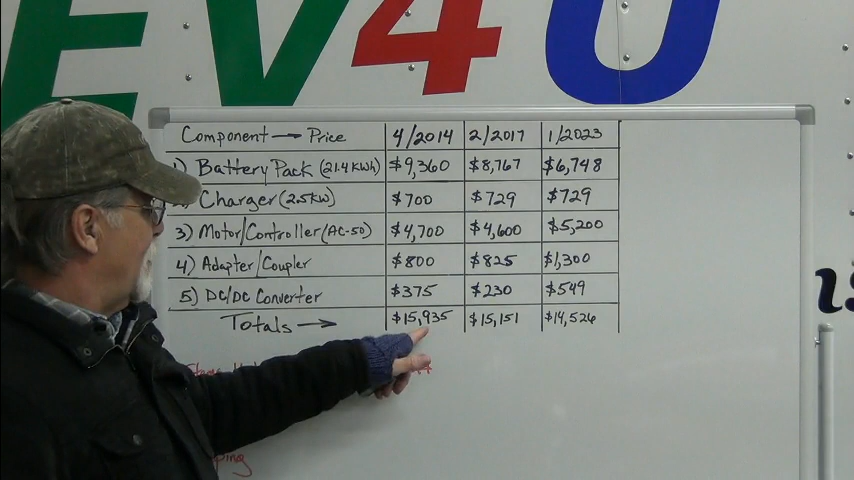 EV4U
Component → Price 4/2014 2/2017 1/2023
1) Battery Pack (21.4 KWh) $9,360 $8,767 $6,748
Charger (2.5KW) $700 $729 $729
3) Motor/Controller (AC-50) $4,700 $4,600 $5,200
4) Adapter/Coupler $800 $825 $1,300
5) DC/DC Converter $375 $230 $549
Totals → $15,935 $15,151 $14,526